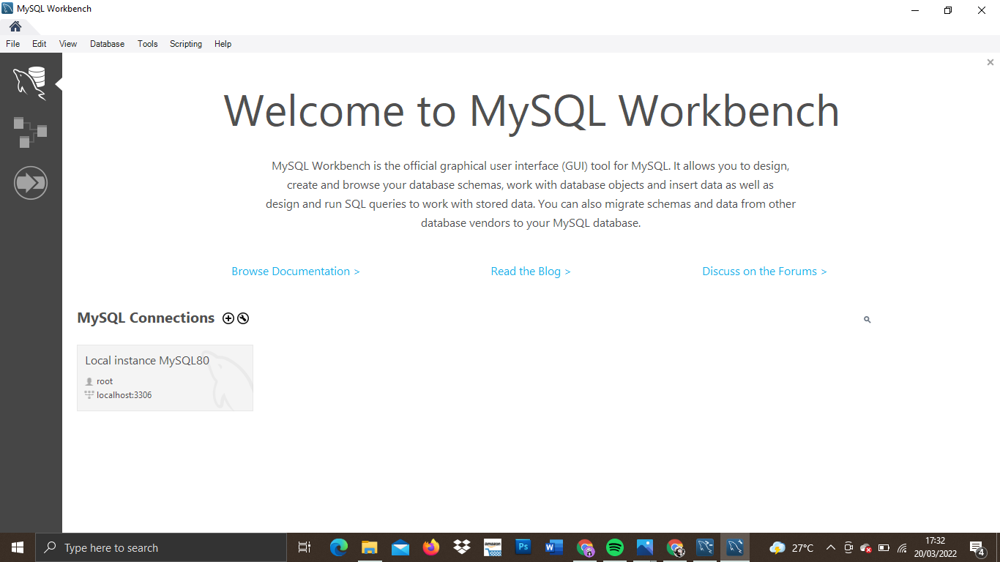 MySQL Workbench
File Edit View Database Tools Scripting Help
Welcome to MySQL Workbench
MySQL Workbench is the official graphical user interface (GUI) tool for MySQL. It allows you to design,
create and browse your database schemas, work with database objects and insert data as well as
design and run SQL queries to work with stored data. You can also migrate schemas and data from other
database vendors to your MySQL database.
Browse Documentation > Read the Blog > Discuss on the Forums >
MySQL Connections
Local instance MySQL80
root
localhost:3306
Type here to search
amazon
Ps
W
27°C
17:32
20/03/2022
4